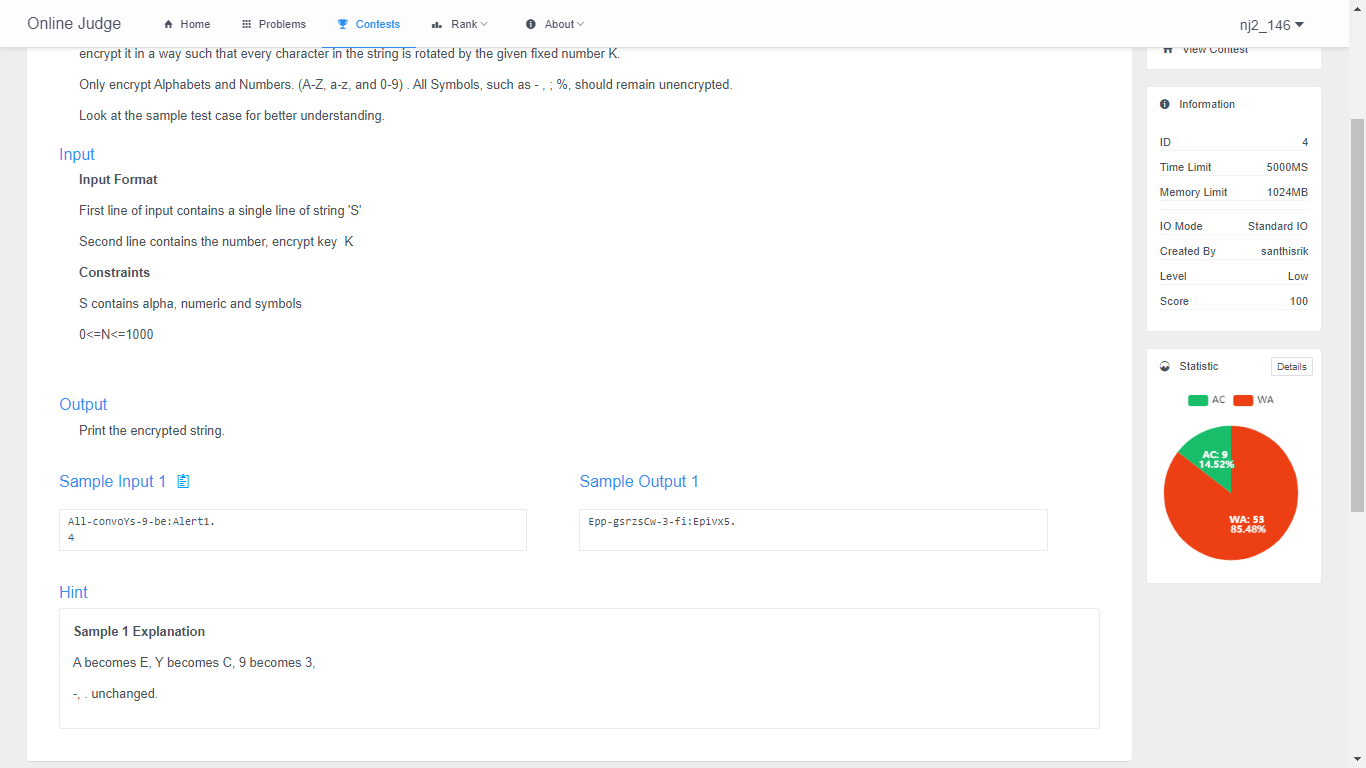 Online Judge
Home
Problems
Contests
Rank
About
nj2_146
encrypt it in a way such that every character in the string is rotated by the given fixed number K.
Only encrypt Alphabets and Numbers. (A-Z, a-z, and 0-9) . All Symbols, such as - , ; %, should remain unencrypted.
Look at the sample test case for better understanding.
Input
Input Format
First line of input contains a single line of string 'S'
Second line contains the number, encrypt key  K
Constraints
S contains alpha, numeric and symbols
0<=N<=1000
Output
Print the encrypted string.
Sample Input 1
All-convoYs-9-be:Alert1.
4
Sample Output 1
Epp-gsrzsCw-3-fi:Epivx5.
Hint
Sample 1 Explanation
A becomes E, Y becomes C, 9 becomes 3,
-, . unchanged.
View Contest
Information
ID 4
Time Limit 5000MS
Memory Limit 1024MB
IO Mode Standard IO
Created By santhisrik
Level Low
Score 100
Statistic
Details
AC WA
AC: 9
14.52%
WA: 53
85.48%